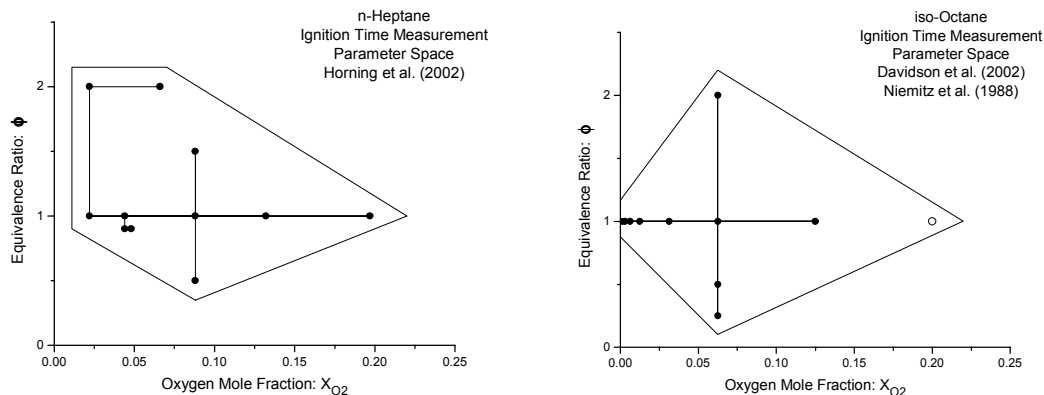 n-Heptane
Ignition Time Measurement
Parameter Space
Horning et al. (2002)
2
1
0
Equivalence Ratio: ϕ
0.00 0.05 0.10 0.15 0.20 0.25
Oxygen Mole Fraction: X_O2
iso-Octane
Ignition Time Measurement
Parameter Space
Davidson et al. (2002)
Niemitz et al. (1988)
2
1
0
Equivalence Ratio: ϕ
0.00 0.05 0.10 0.15 0.20 0.25
Oxygen Mole Fraction: X_O2